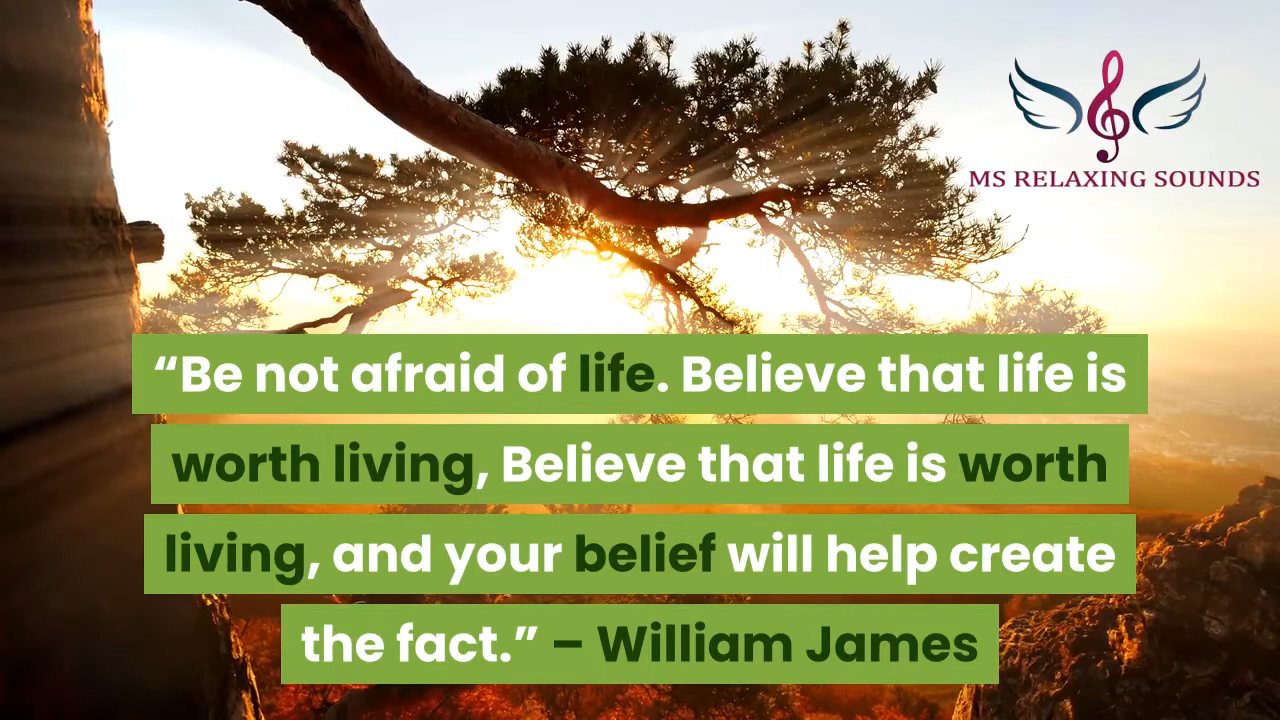 MS RELAXING SOUNDS
“Be not afraid of life. Believe that life is
worth living, Believe that life is worth
living, and your belief will help create
the fact.” – William James